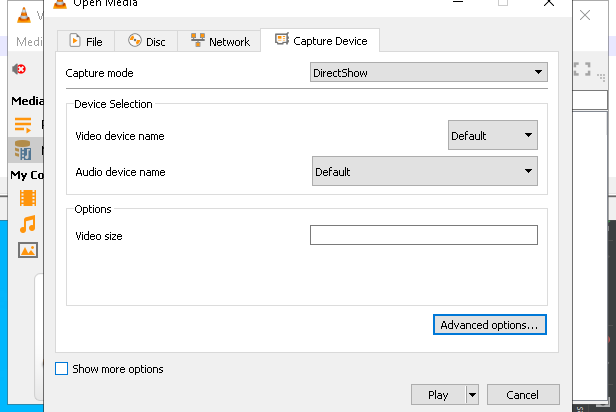 Open Media
Medi
File
Disc
Network
Capture Device
Capture mode
DirectShow
Media
Device Selection
Video device name
Default
My Co
Audio device name
Default
Options
Video size
Advanced options...
Show more options
Play
Cancel